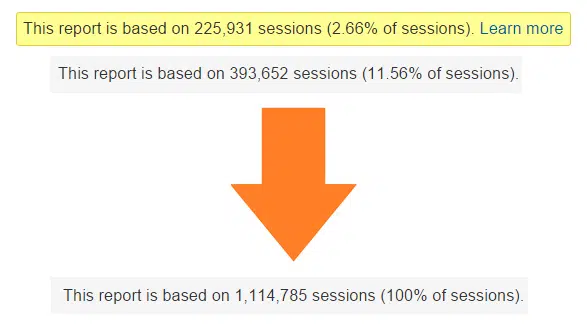 This report is based on 225,931 sessions (2.66% of sessions). Learn more
This report is based on 393,652 sessions (11.56% of sessions).
This report is based on 1,114,785 sessions (100% of sessions).